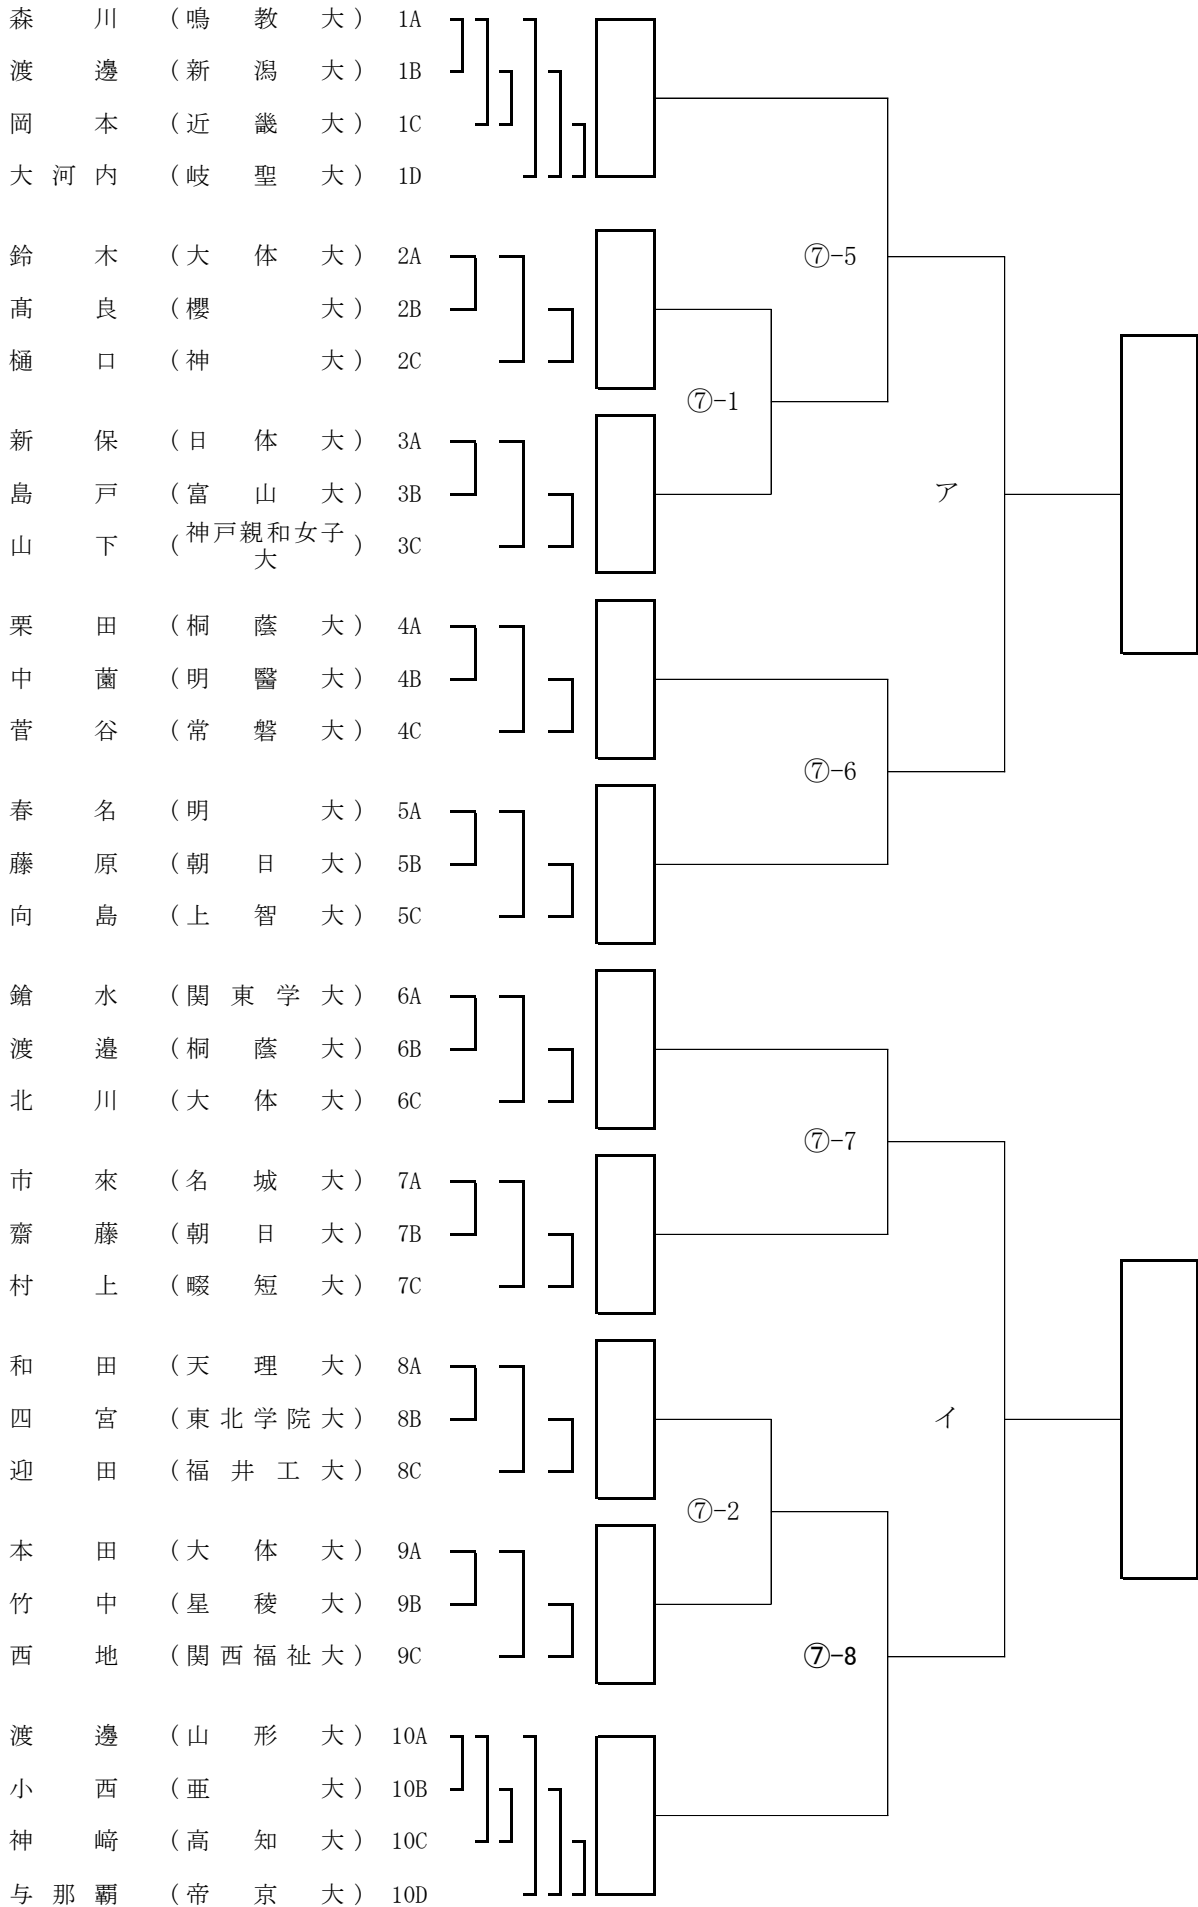 森川（鳴教大）1A
渡邊（新潟大）1B
岡本（近畿大）1C
大河内（岐聖大）1D
鈴木（大体大）2A
⑦-5
髙良（櫻大）2B
樋口（神大）2C
⑦-1
新保（日体大）3A
島戸（富山大）3B
ア
山下（神戸親和女子大）3C
栗田（桐蔭大）4A
中薗（明醫大）4B
菅谷（常磐大）4C
⑦-6
春名（明大）5A
藤原（朝日大）5B
向島（上智大）5C
鎗水（関東学大）6A
渡邉（桐蔭大）6B
北川（大体大）6C
⑦-7
市來（名城大）7A
齋藤（朝日大）7B
村上（畷短大）7C
和田（天理大）8A
四宮（東北学院大）8B
イ
迎田（福井工大）8C
⑦-2
本田（大体大）9A
竹中（星稜大）9B
西地（関西福祉大）9C
⑦-8
渡邊（山形大）10A
小西（亜大）10B
神﨑（高知大）10C
与那覇（帝京大）10D